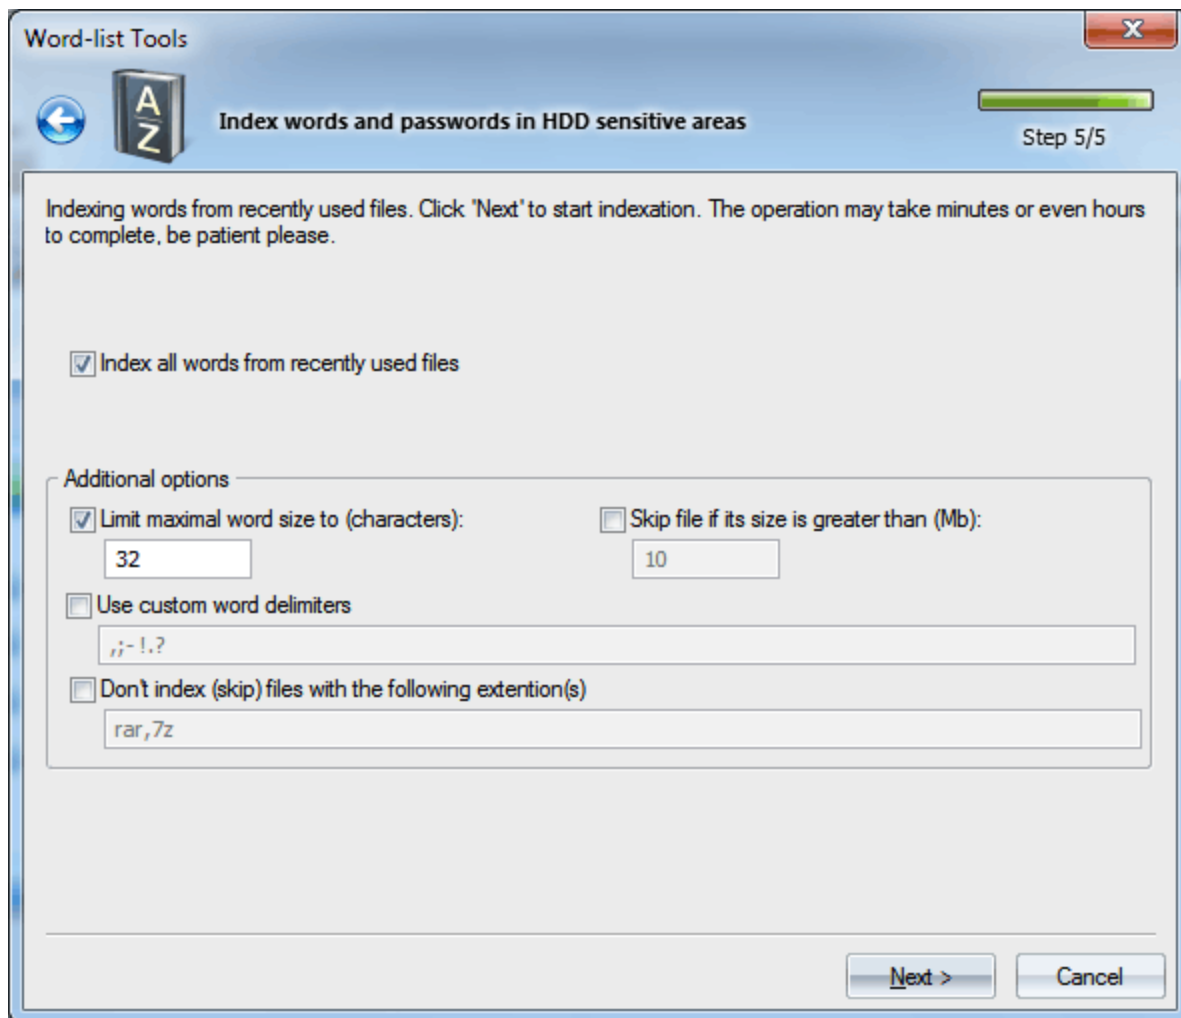 Word-list Tools
X
A
Z
Index words and passwords in HDD sensitive areas
Step 5/5
Indexing words from recently used files. Click 'Next' to start indexation. The operation may take minutes or even hours
to complete, be patient please.
Index all words from recently used files
Additional options
Limit maximal word size to (characters):
Skip file if its size is greater than (Mb):
32
10
Use custom word delimiters
,;- !.?
Don't index (skip) files with the following extention(s)
rar,7z
Next >
Cancel